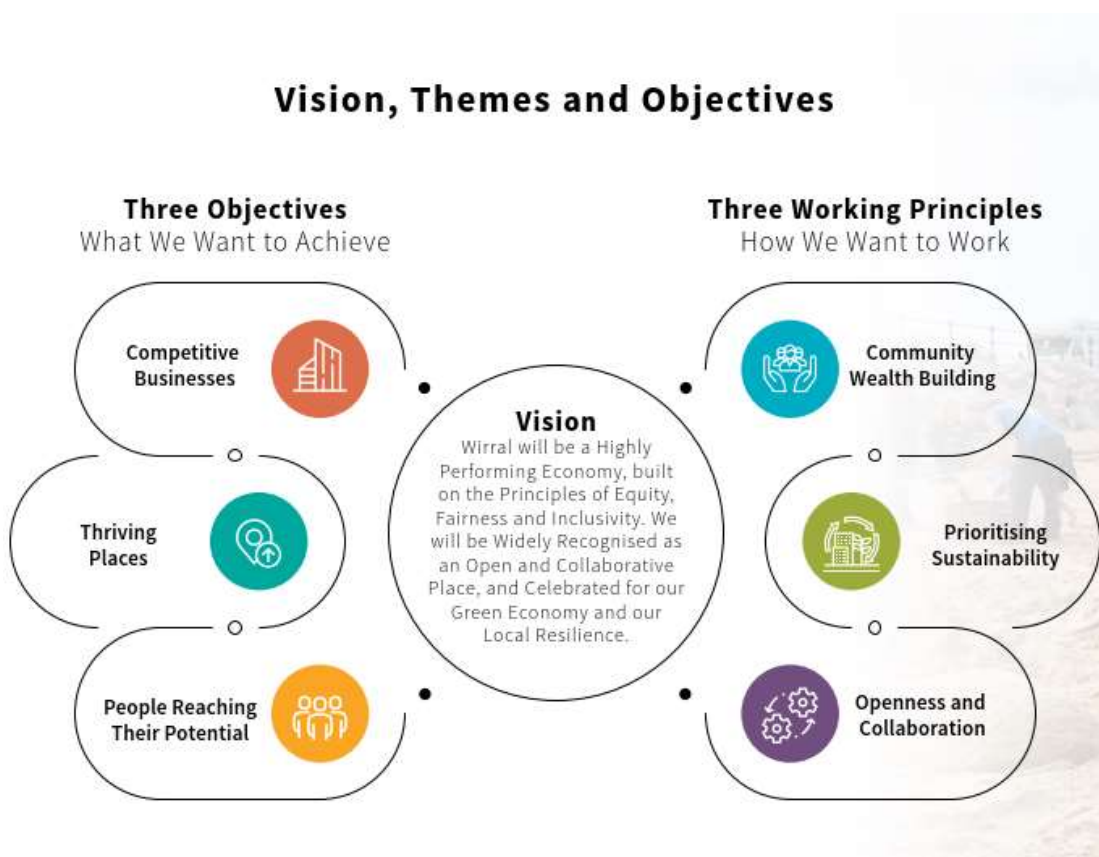 Vision, Themes and Objectives
Three Objectives
What We Want to Achieve
Competitive
Businesses
Thriving
Places
People Reaching
Their Potential
Vision
Wirral will be a Highly
Performing Economy, built
on the Principles of Equity,
Fairness and Inclusivity. We
will be Widely Recognised as
an Open and Collaborative
Place, and Celebrated for our
Green Economy and our
Local Resilience.
Three Working Principles
How We Want to Work
Community
Wealth Building
Prioritising
Sustainability
Openness and
Collaboration